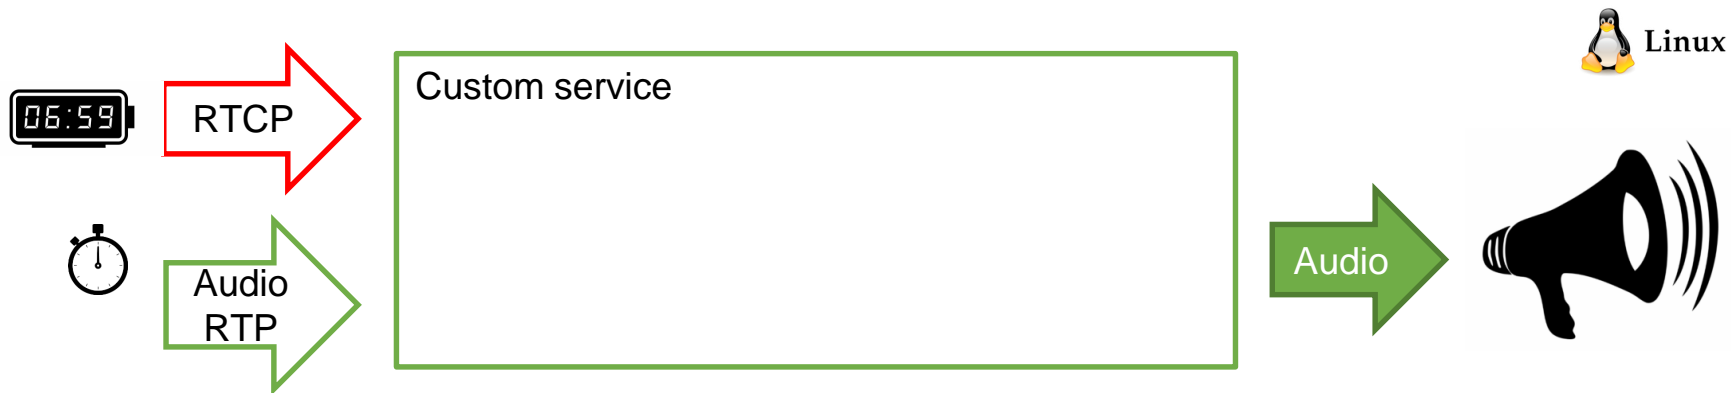 Linux
Custom service
06:59
RTCP
Audio
RTP
Audio